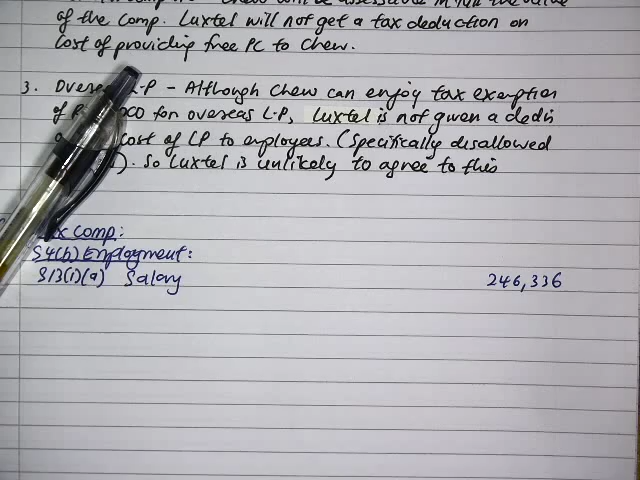 of the comp. Luxtel will not get a tax deduction on
cost of providing free PC to Chew.
3. Overseas L.P - Although Chew can enjoy tax exemption
for overseas L.P, Luxtel is not given a dedn
cost of LP to employees. (Specifically disallowed
). So Luxtel is unlikely to agree to this
Tax comp:
S4(b) Employment:
S13(1)(a) Salary 246,336